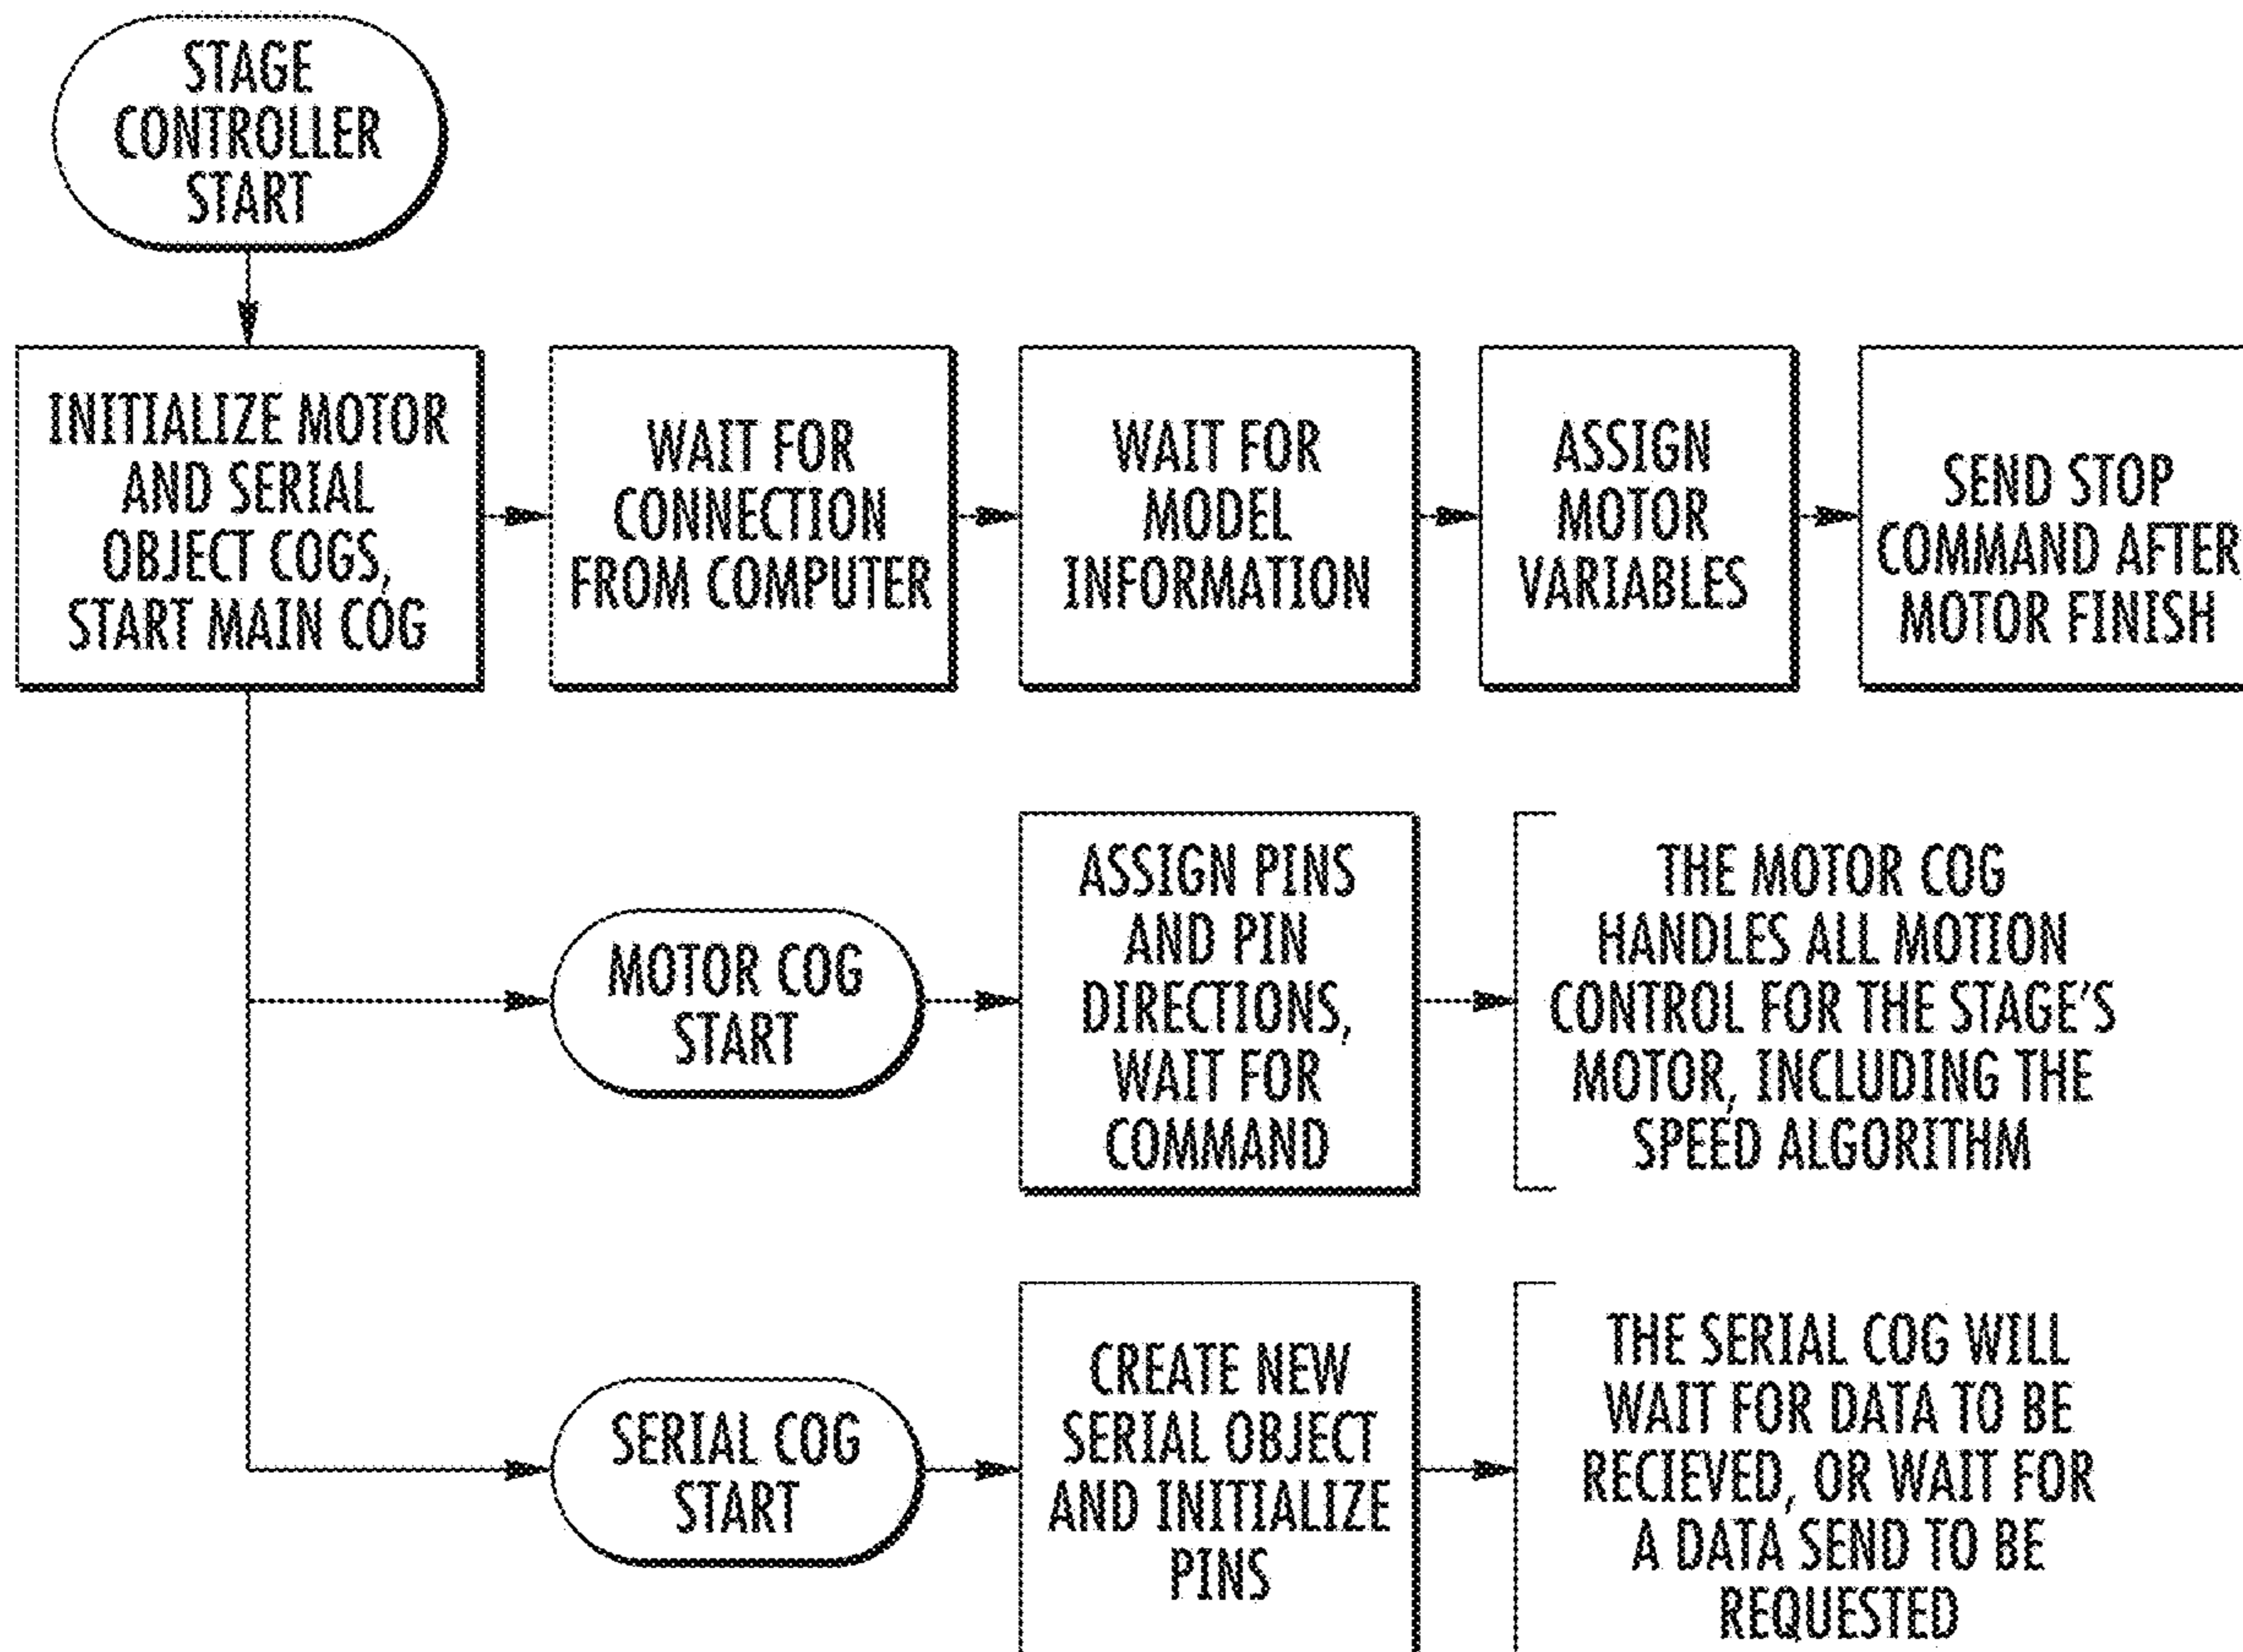 STAGE
CONTROLLER
START
INITIALIZE MOTOR
AND SERIAL
OBJECT COGS,
START MAIN COG
WAIT FOR
CONNECTION
FROM COMPUTER
WAIT FOR
MODEL
INFORMATION
ASSIGN
MOTOR
VARIABLES
SEND STOP
COMMAND AFTER
MOTOR FINISH
MOTOR COG
START
ASSIGN PINS
AND PIN
DIRECTIONS,
WAIT FOR
COMMAND
THE MOTOR COG
HANDLES ALL MOTION
CONTROL FOR THE STAGE'S
MOTOR, INCLUDING THE
SPEED ALGORITHM
SERIAL COG
START
CREATE NEW
SERIAL OBJECT
AND INITIALIZE
PINS
THE SERIAL COG WILL
WAIT FOR DATA TO BE
RECIEVED, OR WAIT FOR
A DATA SEND TO BE
REQUESTED